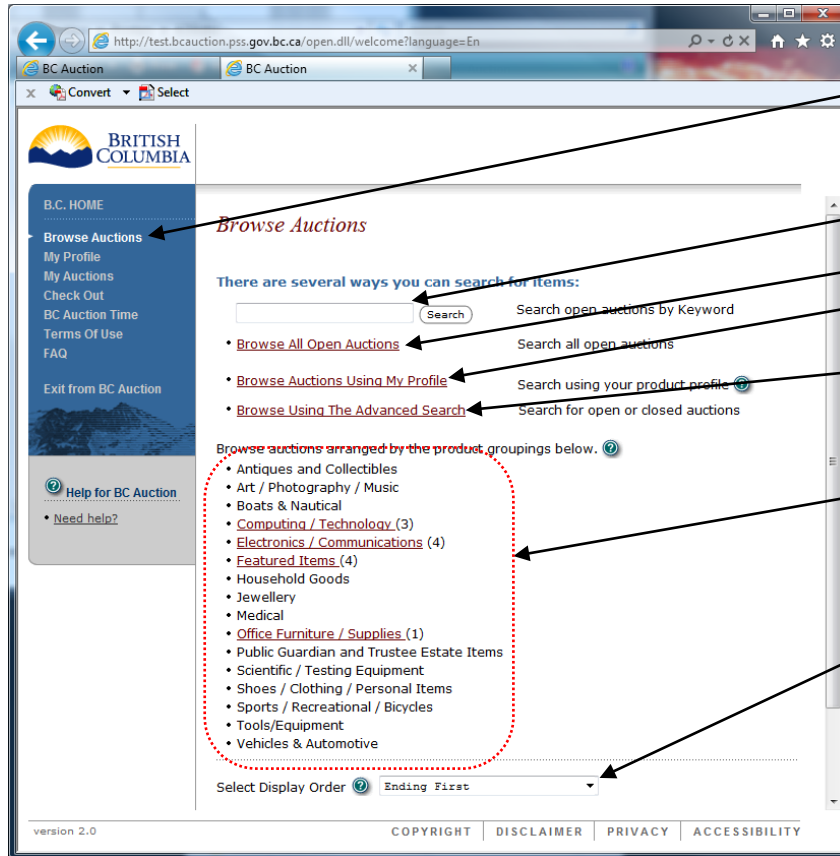 http://test.bcauction.pss.gov.bc.ca/open.dll/welcome?language=En
BC Auction
BC Auction
x Convert Select
BRITISH
COLUMBIA
B.C. HOME
Browse Auctions
My Profile
My Auctions
Check Out
BC Auction Time
Terms Of Use
FAQ
Exit from BC Auction
Help for BC Auction
Need help?
Browse Auctions
There are several ways you can search for items:
Search Search open auctions by Keyword
• Browse All Open Auctions Search all open auctions
• Browse Auctions Using My Profile Search using your product profile ?
• Browse Using The Advanced Search Search for open or closed auctions
Browse auctions arranged by the product groupings below. ?
• Antiques and Collectibles
• Art / Photography / Music
• Boats & Nautical
• Computing / Technology (3)
• Electronics / Communications (4)
• Featured Items (4)
• Household Goods
• Jewellery
• Medical
• Office Furniture / Supplies (1)
• Public Guardian and Trustee Estate Items
• Scientific / Testing Equipment
• Shoes / Clothing / Personal Items
• Sports / Recreational / Bicycles
• Tools/Equipment
• Vehicles & Automotive
Select Display Order ? Ending First
version 2.0 COPYRIGHT DISCLAIMER PRIVACY ACCESSIBILITY